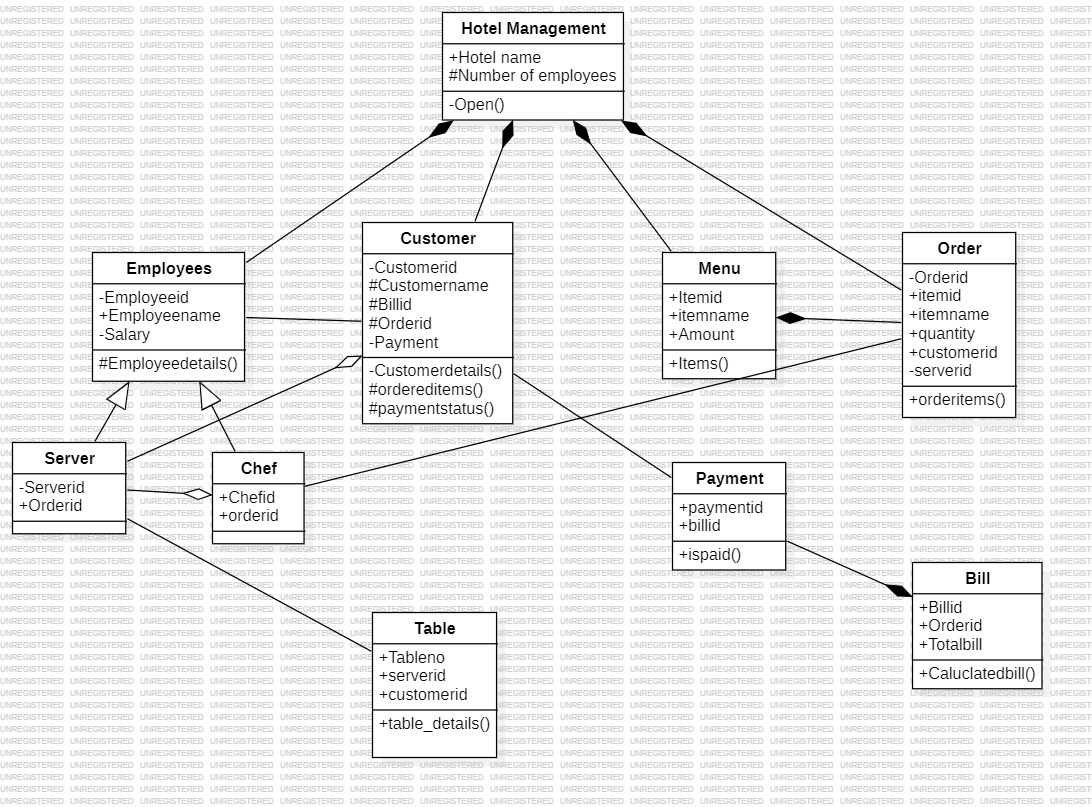 Hotel Management
+Hotel name
#Number of employees
-Open()
Customer
-Customerid
#Customername
#Billid
#Orderid
-Payment
-Customerdetails()
#ordereditems()
#paymentstatus()
Order
-Orderid
+itemid
+itemname
+quantity
+customerid
-serverid
+orderitems()
Employees
-Employeeid
+Employeename
-Salary
#Employeedetails()
Menu
+Itemid
+itemname
+Amount
+Items()
Server
-Serverid
+Orderid
Chef
+Chefid
+orderid
Payment
+paymentid
+billid
+ispaid()
Bill
+Billid
+Orderid
+Totalbill
+Caluclatedbill()
Table
+Tableno
+serverid
+customerid
+table_details()
UNREGISTERED